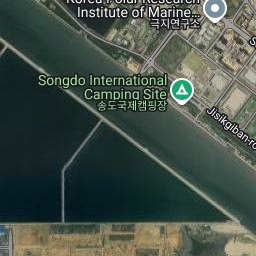 Korea Polar Research
Institute of Marine...
극지연구소
Songdo International
Camping Site
송도국제캠핑장
Jisikgiban-ro